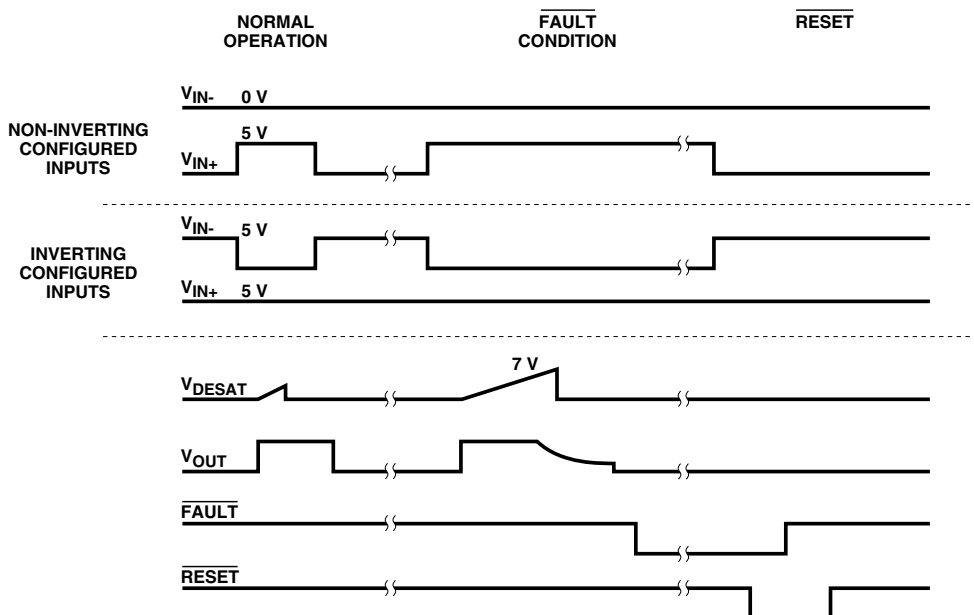 NORMAL
OPERATION
FAULT
CONDITION
RESET
NON-INVERTING
CONFIGURED
INPUTS
VIN- 0 V
VIN+ 5 V
INVERTING
CONFIGURED
INPUTS
VIN- 5 V
VIN+ 5 V
VDESAT 7 V
VOUT
FAULT
RESET